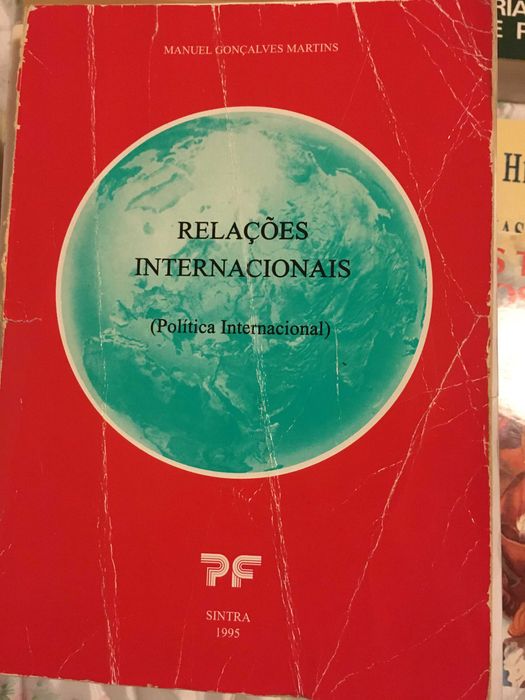 MANUEL GONÇALVES MARTINS
RELAÇÕES
INTERNACIONAIS
(Política Internacional)
PF
SINTRA
1995